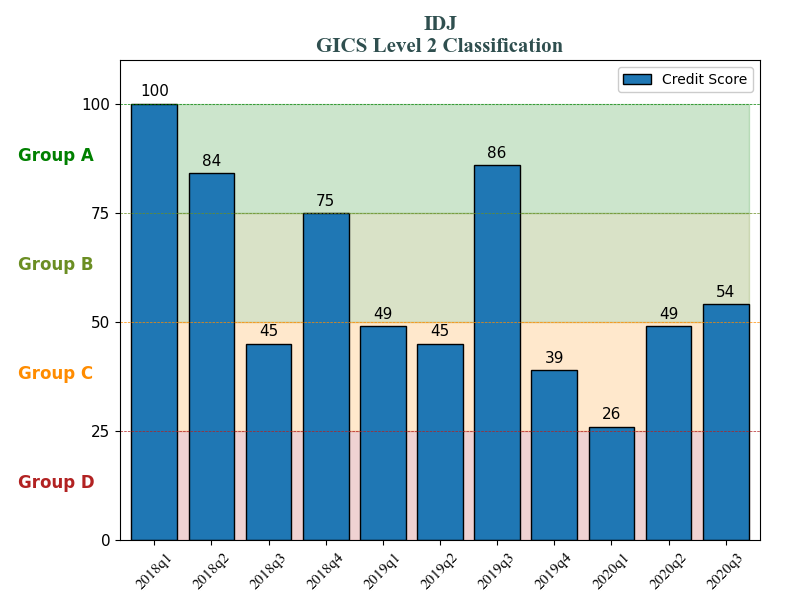 IDJ
GICS Level 2 Classification
Credit Score
100
75
50
25
0
Group A
Group B
Group C
Group D
100
84
45
75
49
45
86
39
26
49
54
2018q1
2018q2
2018q3
2018q4
2019q1
2019q2
2019q3
2019q4
2020q1
2020q2
2020q3